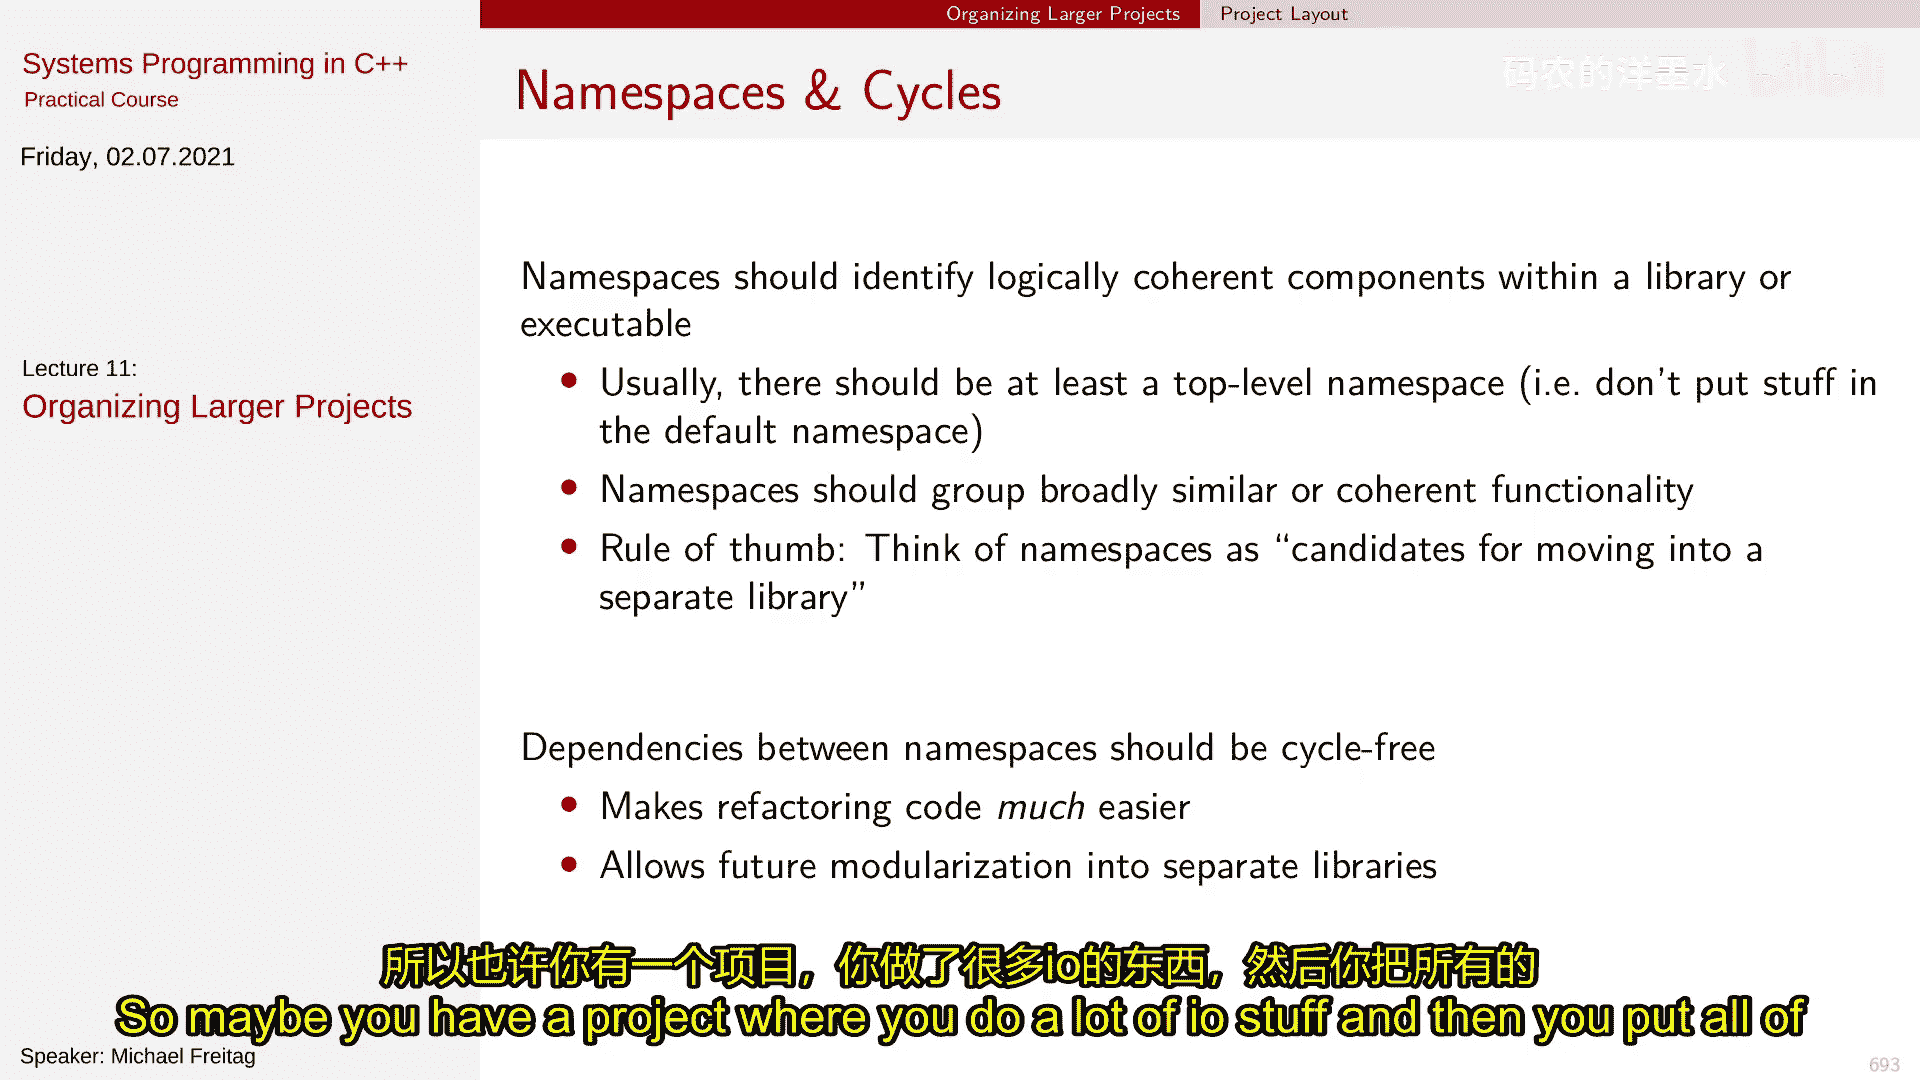 Organizing Larger Projects
Project Layout
Systems Programming in C++
Practical Course
Friday, 02.07.2021
Lecture 11:
Organizing Larger Projects
Namespaces & Cycles
码农的洋墨水
Namespaces should identify logically coherent components within a library or
executable
• Usually, there should be at least a top-level namespace (i.e. don't put stuff in
the default namespace)
• Namespaces should group broadly similar or coherent functionality
• Rule of thumb: Think of namespaces as “candidates for moving into a
separate library”
Dependencies between namespaces should be cycle-free
• Makes refactoring code much easier
• Allows future modularization into separate libraries
所以也许你有一个项目，你做了很多io的东西，然后你把所有的
So maybe you have a project where you do a lot of io stuff and then you put all of
Speaker: Michael Freitag
693